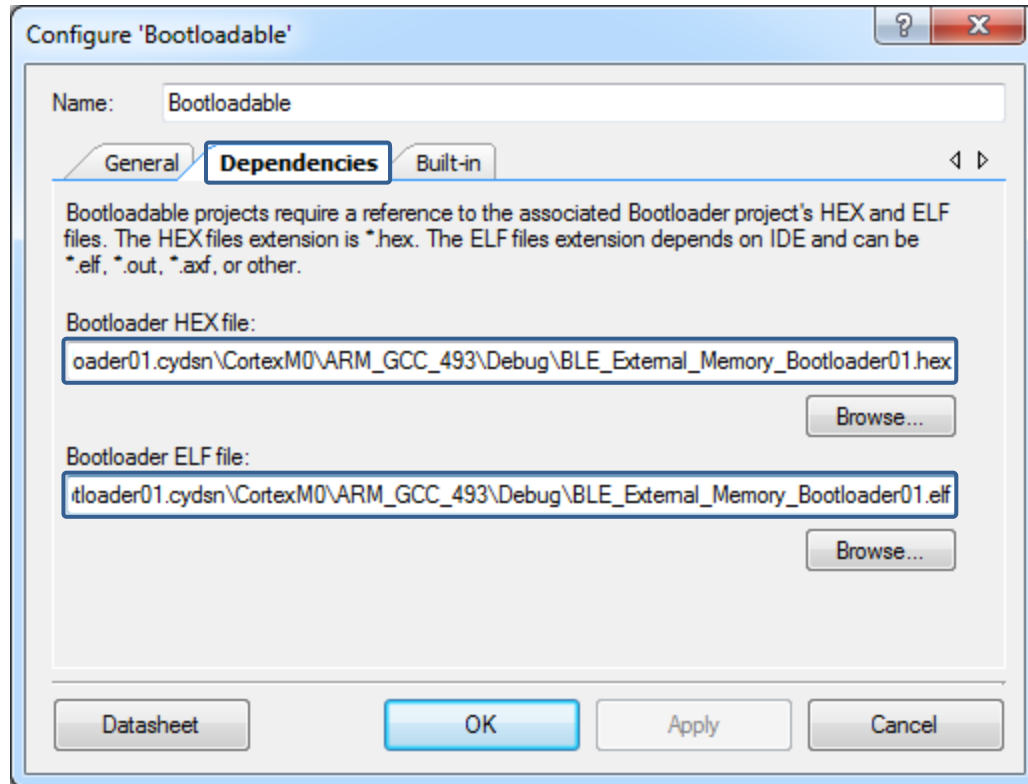 Configure 'Bootloadable'
Name: Bootloadable
General Dependencies Built-in
Bootloadable projects require a reference to the associated Bootloader project's HEX and ELF
files. The HEX files extension is *.hex. The ELF files extension depends on IDE and can be
*.elf, *.out, *.axf, or other.
Bootloader HEX file:
oader01.cydsn\CortexM0\ARM_GCC_493\Debug\BLE_External_Memory_Bootloader01.hex
Browse...
Bootloader ELF file:
tloader01.cydsn\CortexM0\ARM_GCC_493\Debug\BLE_External_Memory_Bootloader01.elf
Browse...
Datasheet OK Apply Cancel